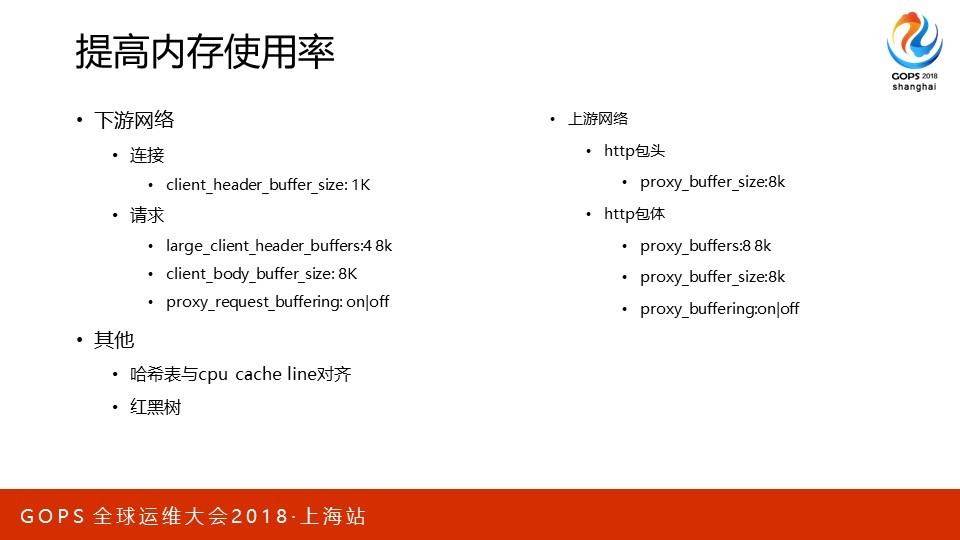 提高内存使用率
GOPS 2018
shanghai
• 下游网络
• 连接
• client_header_buffer_size: 1K
• 请求
• large_client_header_buffers:4 8k
• client_body_buffer_size: 8K
• proxy_request_buffering: on|off
• 其他
• 哈希表与cpu cache line对齐
• 红黑树
• 上游网络
• http包头
• proxy_buffer_size:8k
• http包体
• proxy_buffers:8 8k
• proxy_buffer_size:8k
• proxy_buffering:on|off
GOPS 全球运维大会2018·上海站